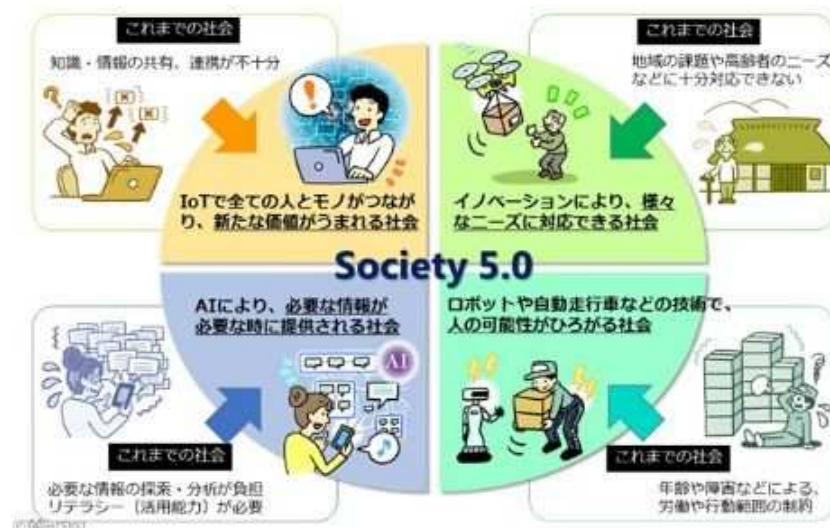 これまでの社会
知識・情報の共有、連携が不十分
IoTで全ての人とモノがつなが
り、新たな価値がうまれる社会
これまでの社会
地域の課題や高齢者のニーズ
などに十分対応できない
イノベーションにより、様々
なニーズに対応できる社会
Society 5.0
AIにより、必要な情報が
必要な時に提供される社会
AI
これまでの社会
必要な情報の探索・分析が負担
リテラシー（活用能力）が必要
ロボットや自動走行車などの技術で、
人の可能性がひろがる社会
これまでの社会
年齢や障害などによる、
労働や行動範囲の制約